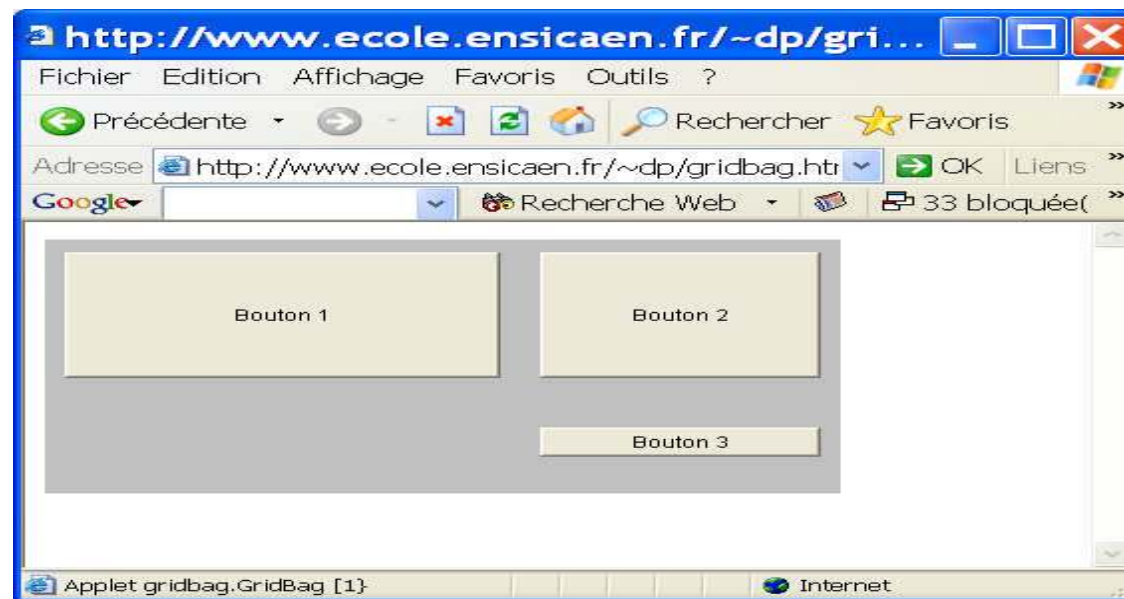 http://www.ecole.ensicaen.fr/~dp/gri...
Fichier Edition Affichage Favoris Outils ?
Précédente Rechercher Favoris »
Adresse http://www.ecole.ensicaen.fr/~dp/gridbag.htr OK Liens »
Google Recherche Web 33 bloquée( »
Bouton 1 Bouton 2
Bouton 3
Applet gridbag.GridBag [1} Internet